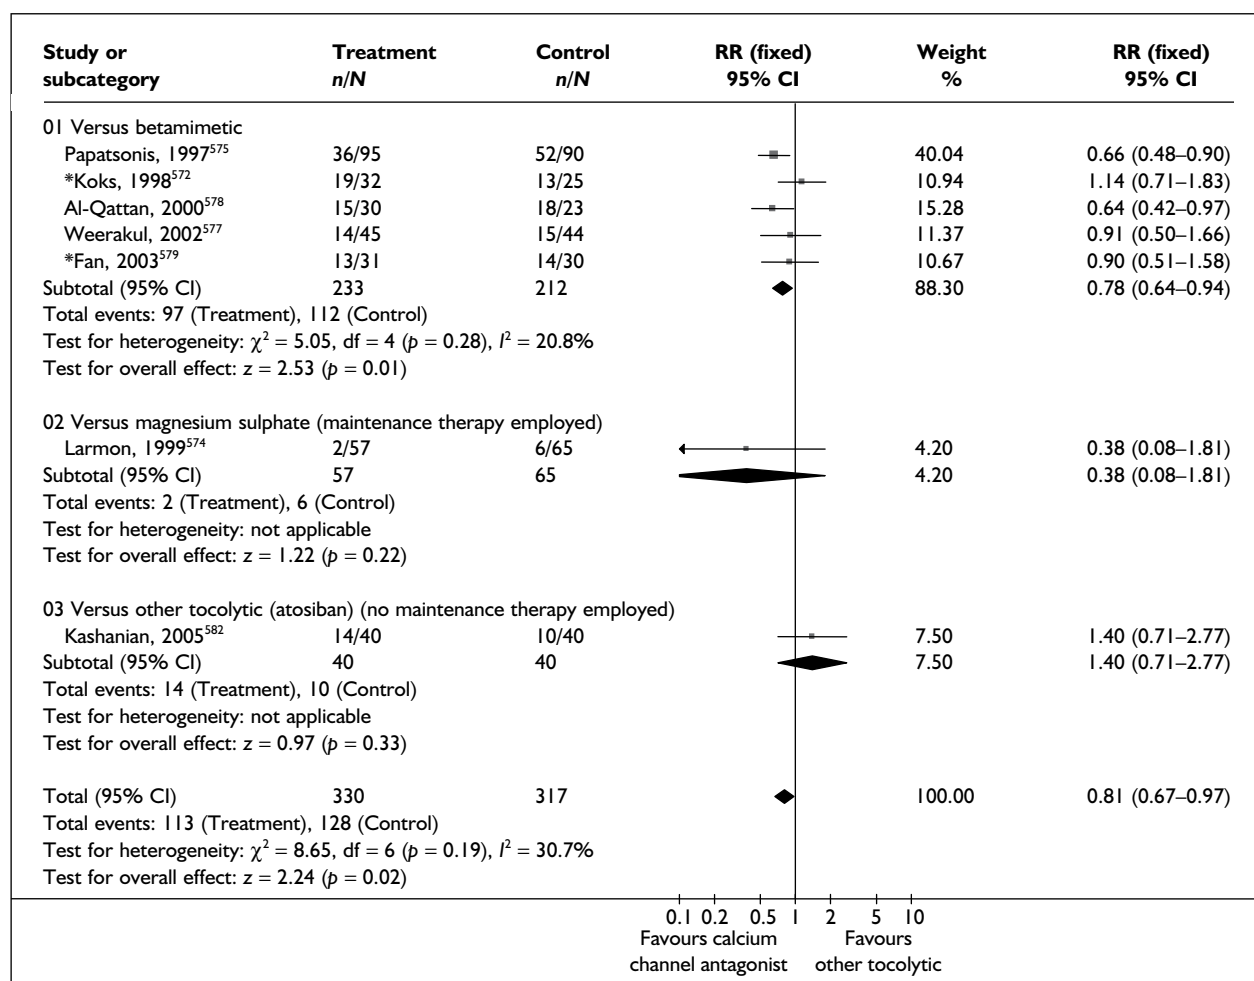 Study or Treatment Control RR (fixed) Weight RR (fixed)
subcategory n/N n/N 95% CI % 95% CI
01 Versus betamimetic
Papatsonis, 1997⁵⁷⁵ 36/95 52/90 40.04 0.66 (0.48–0.90)
*Koks, 1998⁵⁷² 19/32 13/25 10.94 1.14 (0.71–1.83)
Al-Qattan, 2000⁵⁷⁸ 15/30 18/23 15.28 0.64 (0.42–0.97)
Weerakul, 2002⁵⁷⁷ 14/45 15/44 11.37 0.91 (0.50–1.66)
*Fan, 2003⁵⁷⁹ 13/31 14/30 10.67 0.90 (0.51–1.58)
Subtotal (95% CI) 233 212 88.30 0.78 (0.64–0.94)
Total events: 97 (Treatment), 112 (Control)
Test for heterogeneity: χ² = 5.05, df = 4 (p = 0.28), I² = 20.8%
Test for overall effect: z = 2.53 (p = 0.01)
02 Versus magnesium sulphate (maintenance therapy employed)
Larmon, 1999⁵⁷⁴ 2/57 6/65 4.20 0.38 (0.08–1.81)
Subtotal (95% CI) 57 65 4.20 0.38 (0.08–1.81)
Total events: 2 (Treatment), 6 (Control)
Test for heterogeneity: not applicable
Test for overall effect: z = 1.22 (p = 0.22)
03 Versus other tocolytic (atosiban) (no maintenance therapy employed)
Kashanian, 2005⁵⁸² 14/40 10/40 7.50 1.40 (0.71–2.77)
Subtotal (95% CI) 40 40 7.50 1.40 (0.71–2.77)
Total events: 14 (Treatment), 10 (Control)
Test for heterogeneity: not applicable
Test for overall effect: z = 0.97 (p = 0.33)
Total (95% CI) 330 317 100.00 0.81 (0.67–0.97)
Total events: 113 (Treatment), 128 (Control)
Test for heterogeneity: χ² = 8.65, df = 6 (p = 0.19), I² = 30.7%
Test for overall effect: z = 2.24 (p = 0.02)
0.1 0.2 0.5 1 2 5 10
Favours calcium Favours
channel antagonist other tocolytic